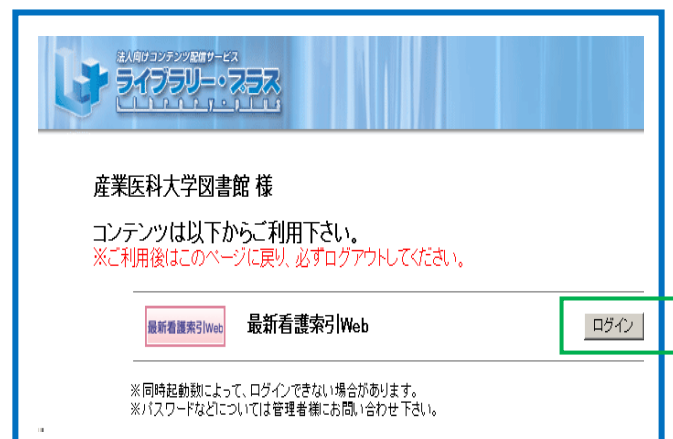 法人向けコンテンツ配信サービス
ライブラリー・プラス
Library-plus
産業医科大学図書館 様
コンテンツは以下からご利用下さい。
※ご利用後はこのページに戻り、必ずログアウトしてください。
最新看護索引Web 最新看護索引Web ログイン
※同時起動数によって、ログインできない場合があります。
※パスワードなどについては管理者様にお問い合わせ下さい。